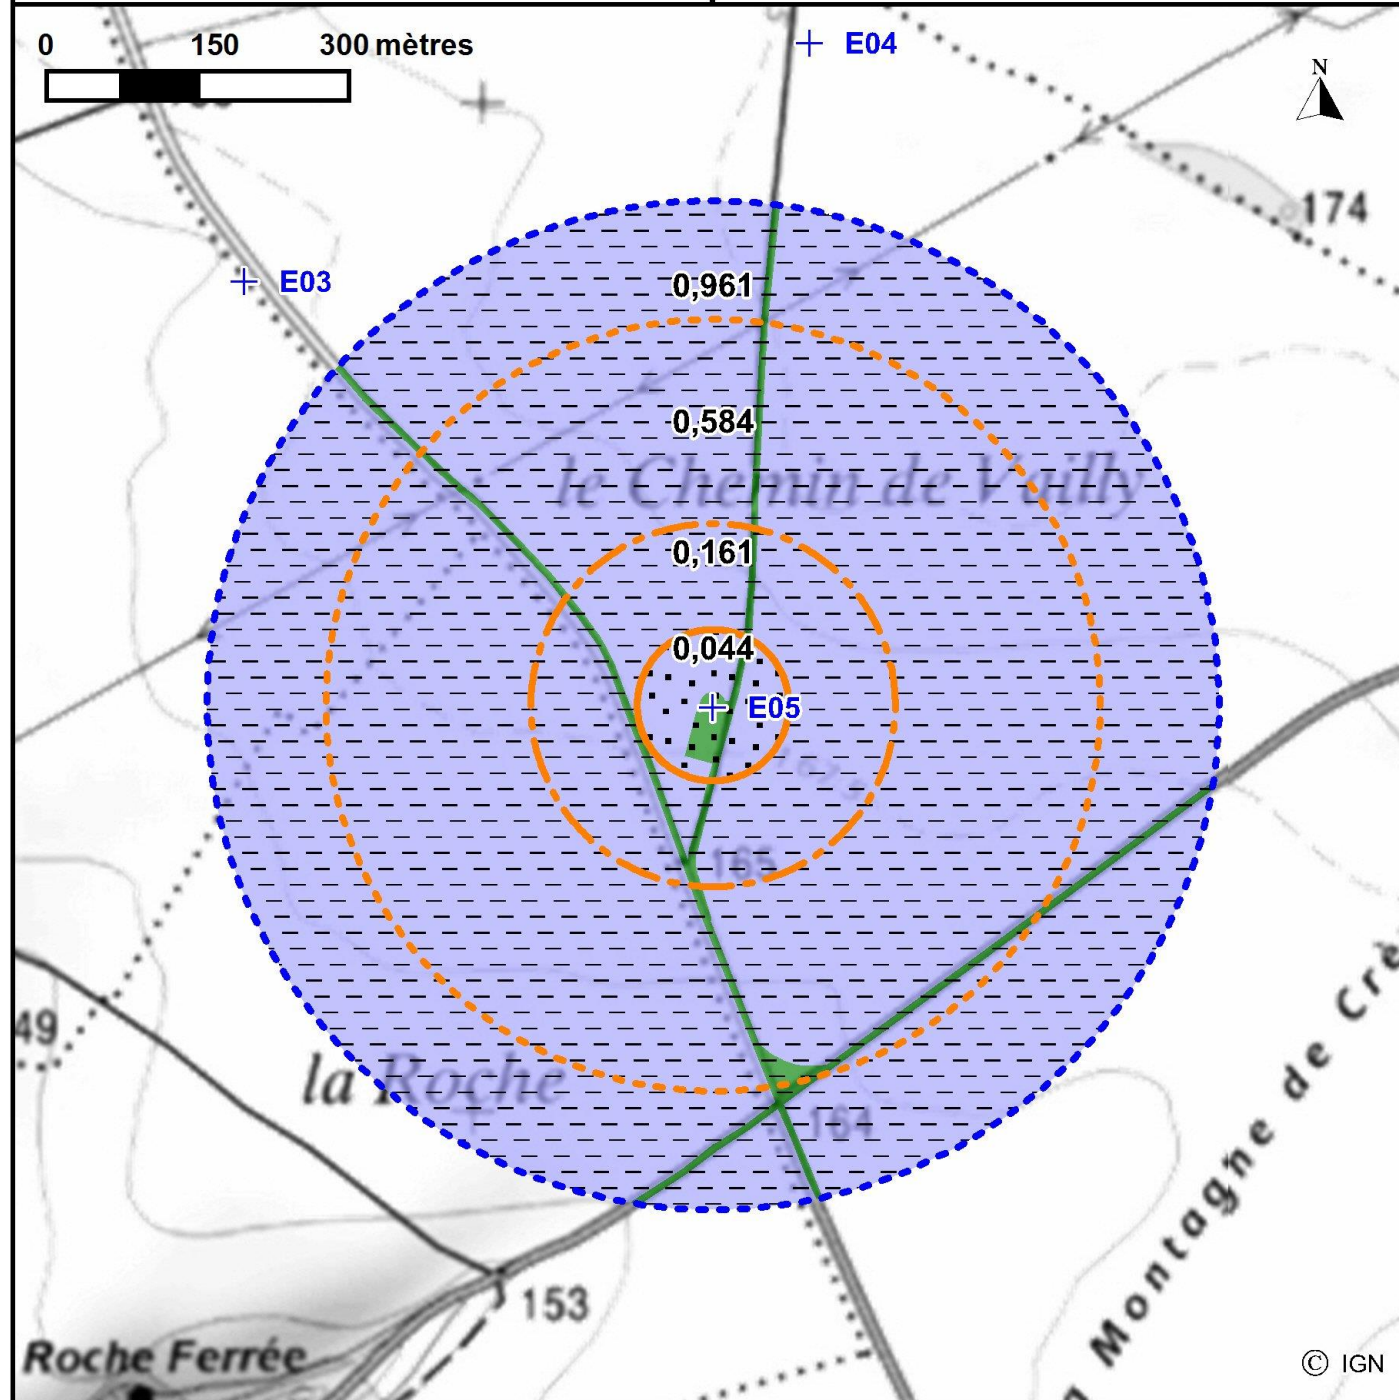 0 150 300 mètres
E04
N
174
E03
0,961
0,584
le Chemin de Vailly
0,161
0,044
E05
165
49
la Roche
164
Montagne de Crè
153
Roche Ferrée
© IGN